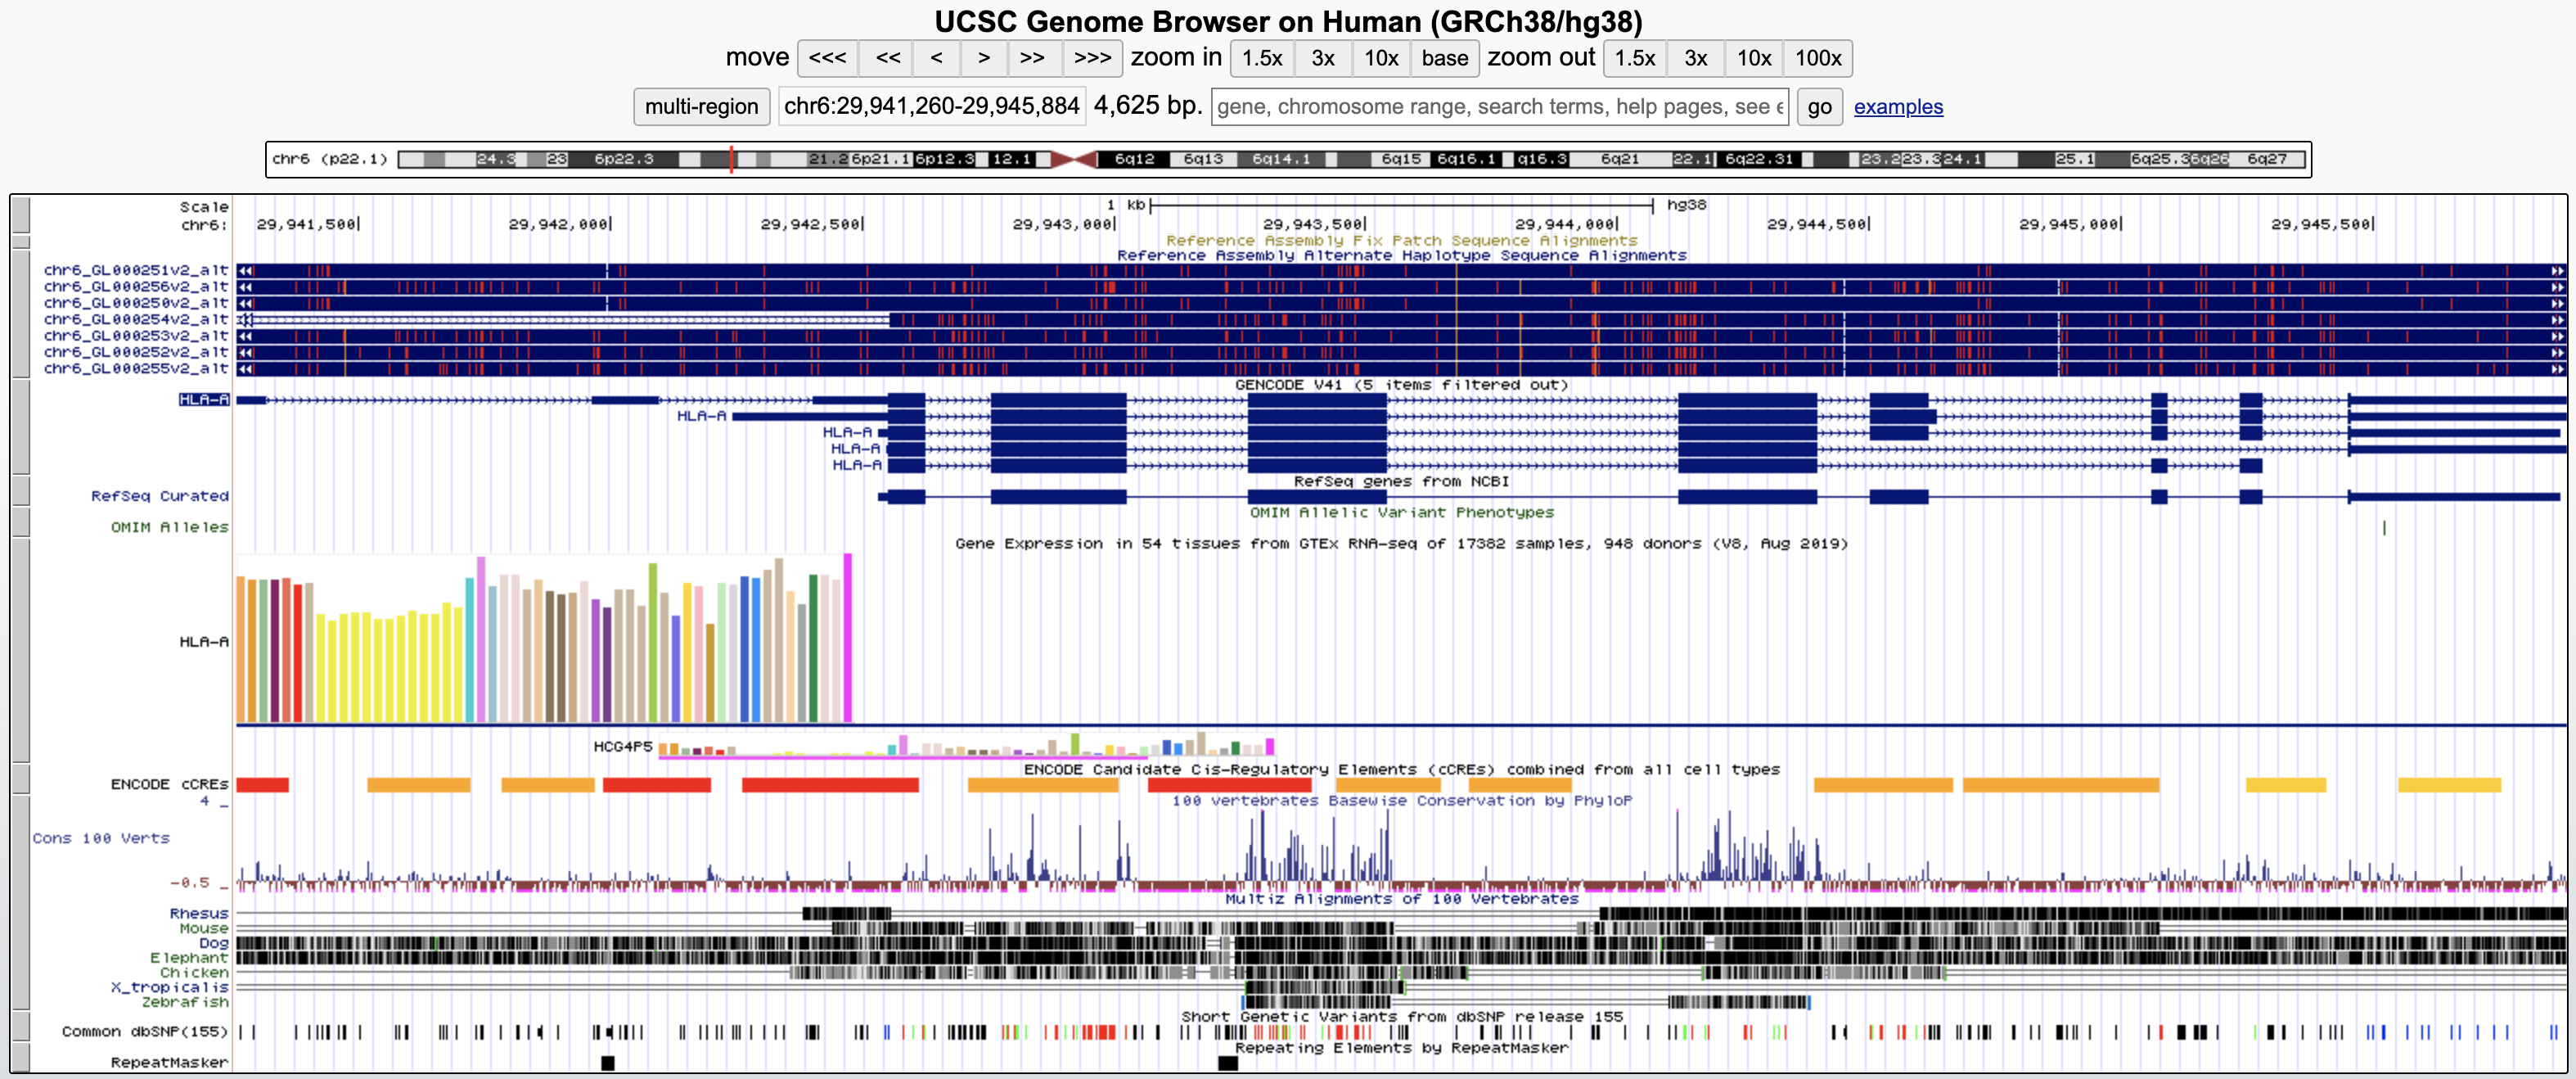 UCSC Genome Browser on Human (GRCh38/hg38)
move <<< << < > >> >>> zoom in 1.5x 3x 10x base zoom out 1.5x 3x 10x 100x
multi-region chr6:29,941,260-29,945,884 4,625 bp. gene, chromosome range, search terms, help pages, see e go examples
chr6 (p22.1) 24.3 23 6p22.3 21.2 6p21.1 6p12.3 12.1 6q12 6q13 6q14.1 6q15 6q16.1 q16.3 6q21 22.1 6q22.31 23.2 23.3 24.1 25.1 6q25.3 6q26 6q27
Scale 1 kb hg38
chr6: 29,941,500 29,942,000 29,942,500 29,943,000 29,943,500 29,944,000 29,944,500 29,945,000 29,945,500
Reference Assembly Fix Patch Sequence Alignments
Reference Assembly Alternate Haplotype Sequence Alignments
chr6_GL000251v2_alt
chr6_GL000256v2_alt
chr6_GL000250v2_alt
chr6_GL000254v2_alt
chr6_GL000253v2_alt
chr6_GL000252v2_alt
chr6_GL000255v2_alt
GENCODE V41 (5 items filtered out)
HLA-A
HLA-A
HLA-A
HLA-A
HLA-A
RefSeq genes from NCBI
RefSeq Curated
OMIM Allelic Variant Phenotypes
OMIM Alleles
Gene Expression in 54 tissues from GTEx RNA-seq of 17382 samples, 948 donors (V8, Aug 2019)
HLA-A
HCG4P5
ENCODE Candidate Cis-Regulatory Elements (cCREs) combined from all cell types
ENCODE cCREs
100 vertebrates Basewise Conservation by PhyloP
4 _
Cons 100 Verts
-0.5 _
Multiz Alignments of 100 Vertebrates
Rhesus
Mouse
Dog
Elephant
Chicken
X_tropicalis
Zebrafish
Short Genetic Variants from dbSNP release 155
Common dbSNP(155)
Repeating Elements by RepeatMasker
RepeatMasker